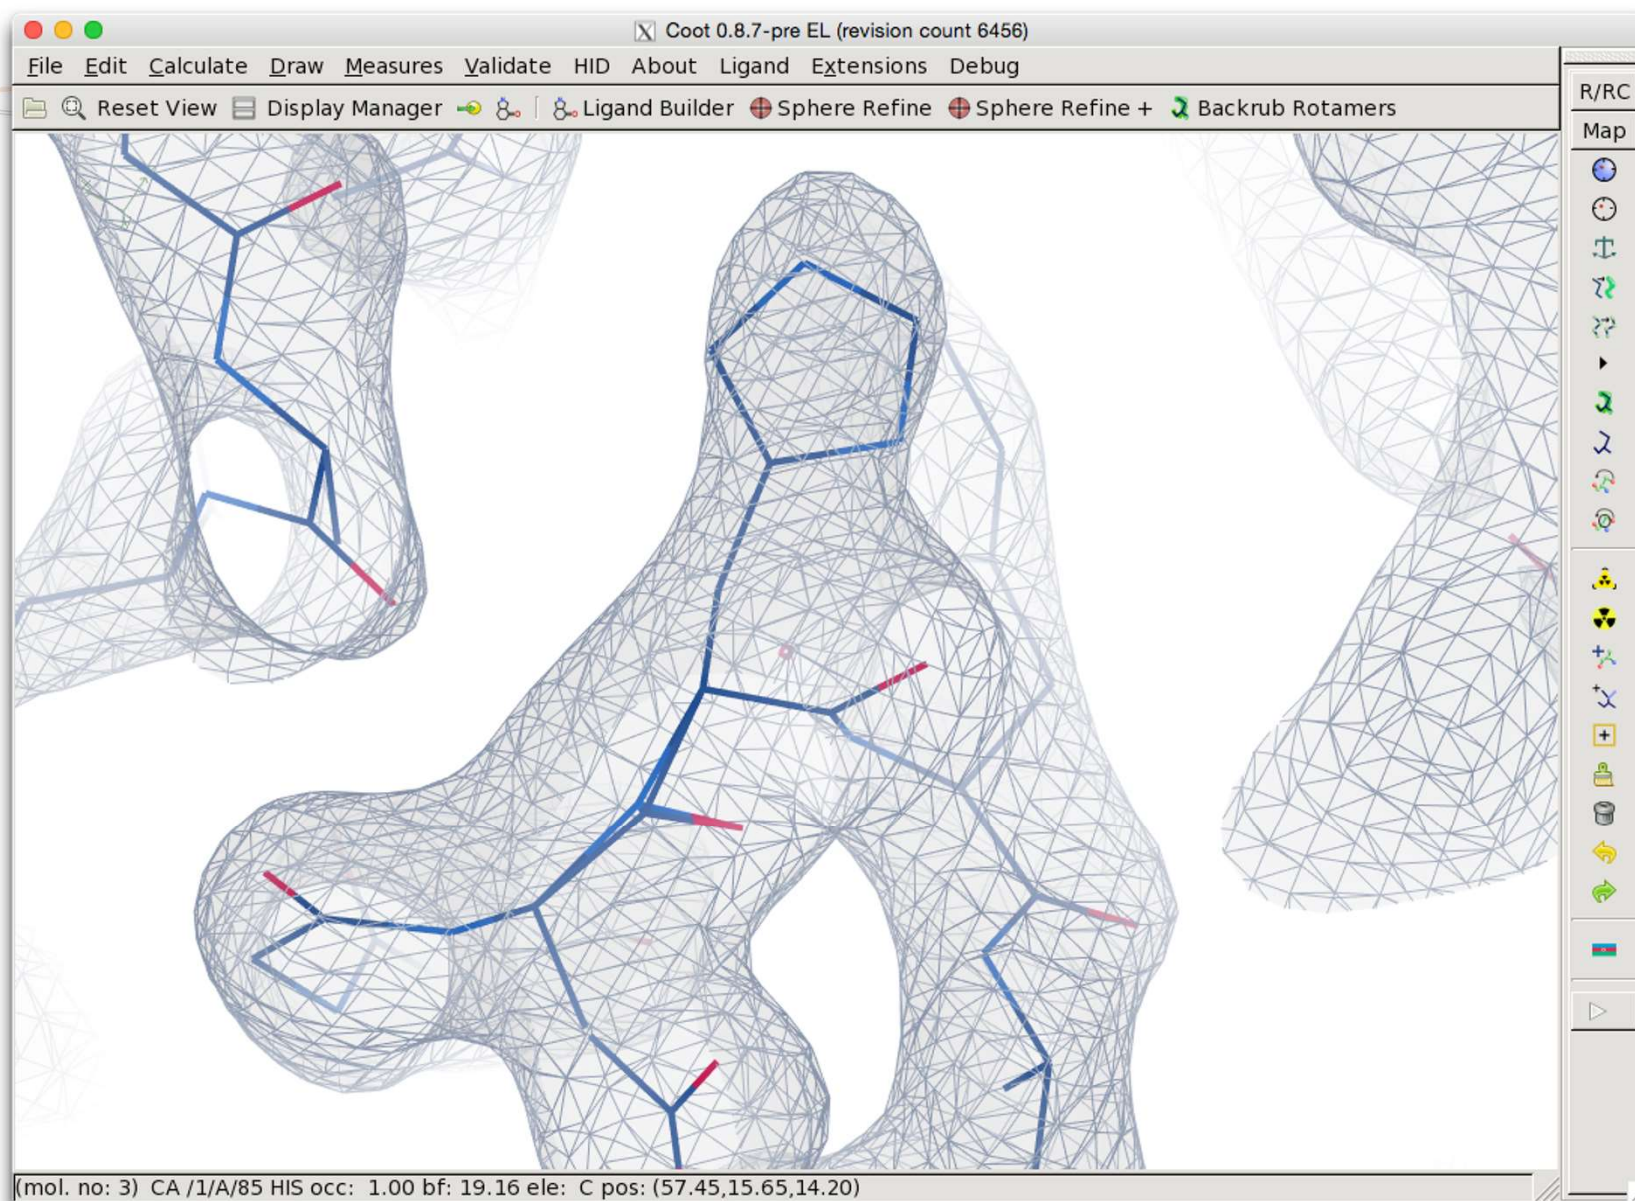 Coot 0.8.7-pre EL (revision count 6456)
File Edit Calculate Draw Measures Validate HID About Ligand Extensions Debug
Reset View Display Manager Ligand Builder Sphere Refine Sphere Refine + Backrub Rotamers
R/RC
Map
(mol. no: 3) CA /1/A/85 HIS occ: 1.00 bf: 19.16 ele: C pos: (57.45,15.65,14.20)